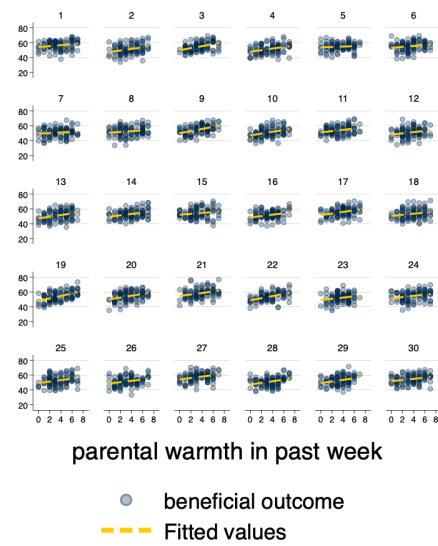 1 2 3 4 5 6
80
60
40
20
7 8 9 10 11 12
80
60
40
20
13 14 15 16 17 18
80
60
40
20
19 20 21 22 23 24
80
60
40
20
25 26 27 28 29 30
80
60
40
20
0 2 4 6 8 0 2 4 6 8 0 2 4 6 8 0 2 4 6 8 0 2 4 6 8 0 2 4 6 8
parental warmth in past week
beneficial outcome
Fitted values